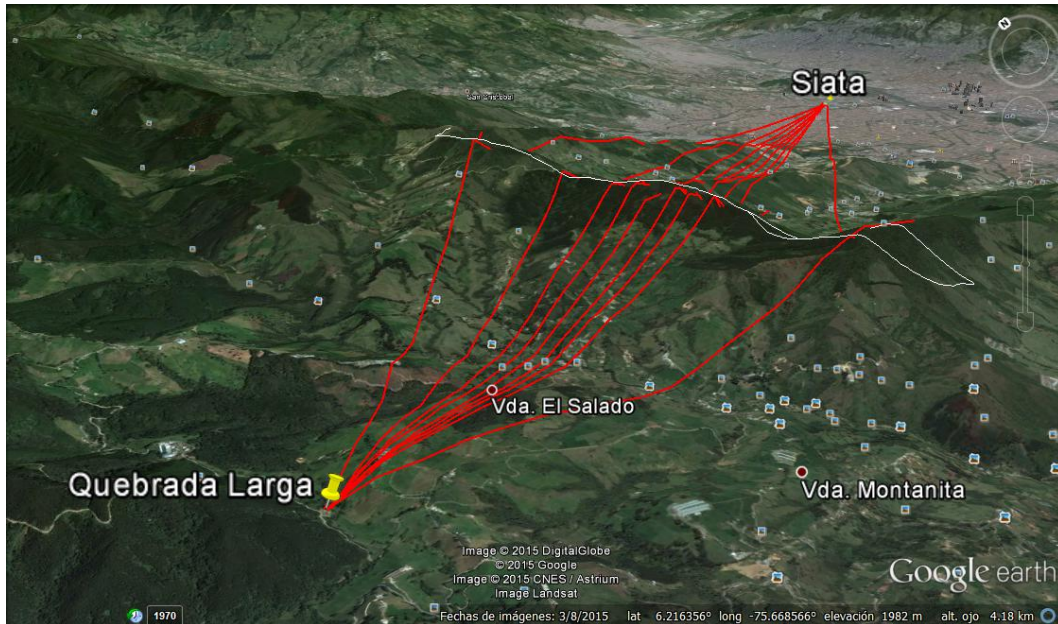 Siata
San Cristobal
Vda. El Salado
Quebrada Larga
Vda. Montanita
Image © 2015 DigitalGlobe
© 2015 Google
Image © 2015 CNES / Astrium
Image Landsat
Google earth
1970
Fechas de imágenes: 3/8/2015 lat 6.216356° long -75.668566° elevación 1982 m alt. ojo 4.18 km
N